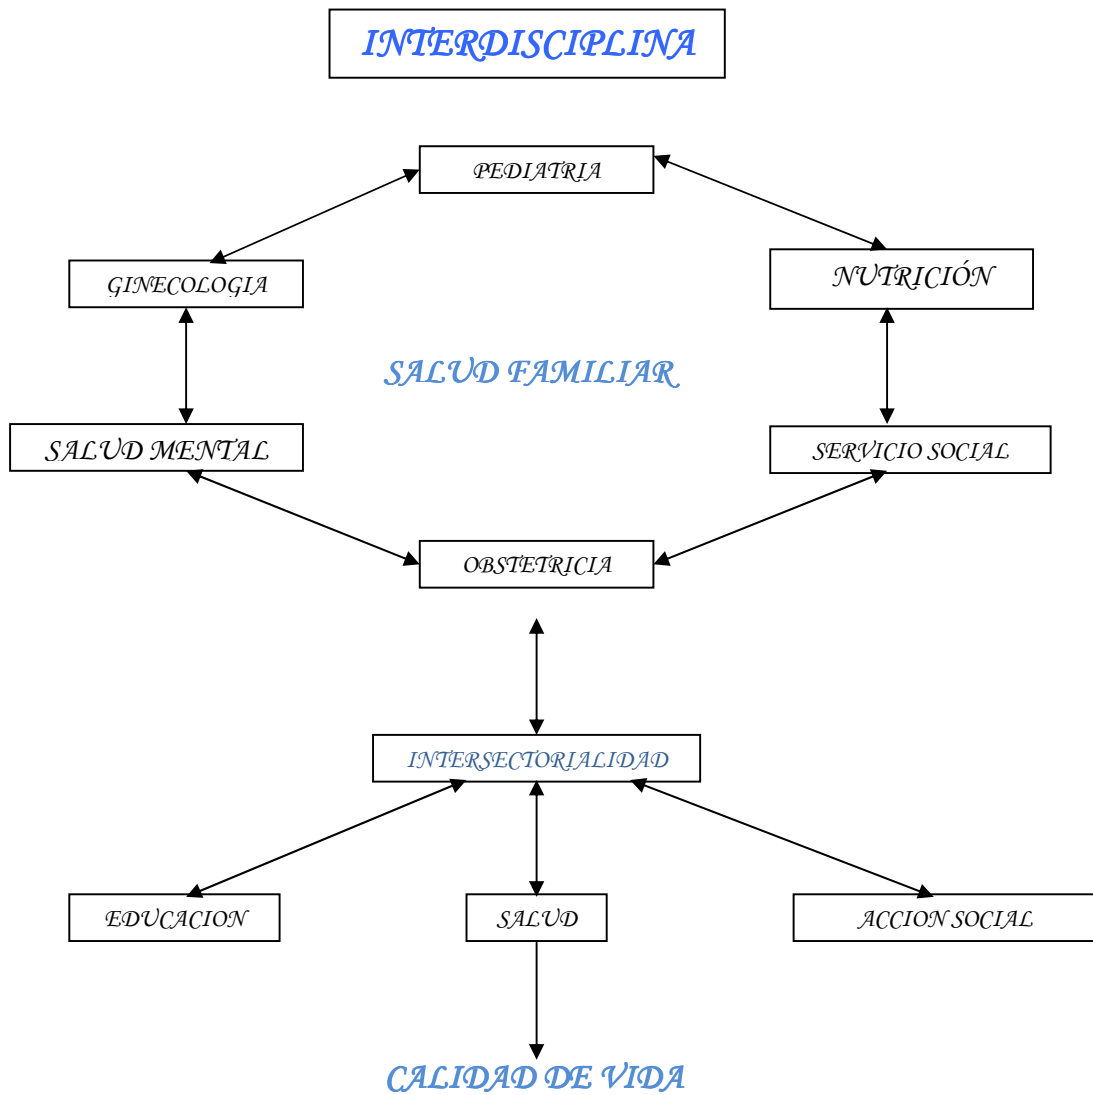 INTERDISCIPLINA
PEDIATRIA
GINECOLOGIA
NUTRICIÓN
SALUD FAMILIAR
SALUD MENTAL
SERVICIO SOCIAL
OBSTETRICIA
INTERSECTORIALIDAD
EDUCACION
SALUD
ACCION SOCIAL
CALIDAD DE VIDA